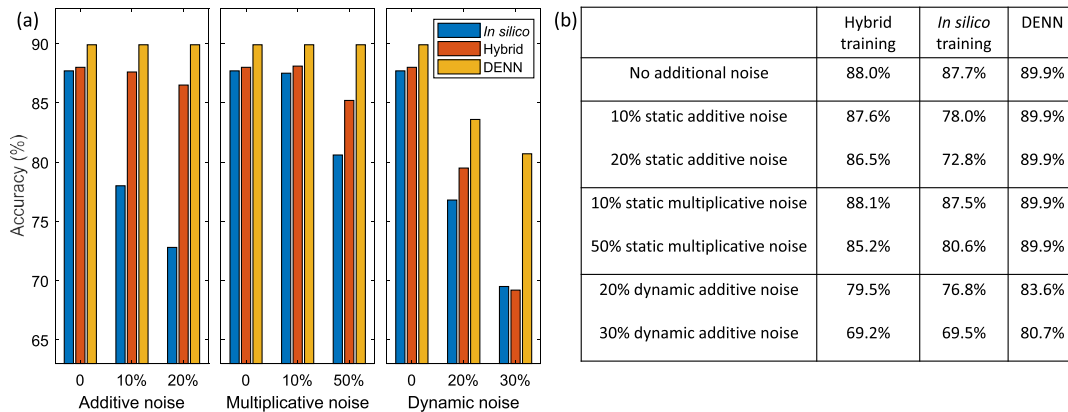 (a)
In silico
Hybrid
DENN
90
85
80
75
70
65
Accuracy (%)
0 10% 20%
Additive noise
0 10% 50%
Multiplicative noise
0 20% 30%
Dynamic noise
(b)
Hybrid training In silico training DENN
No additional noise 88.0% 87.7% 89.9%
10% static additive noise 87.6% 78.0% 89.9%
20% static additive noise 86.5% 72.8% 89.9%
10% static multiplicative noise 88.1% 87.5% 89.9%
50% static multiplicative noise 85.2% 80.6% 89.9%
20% dynamic additive noise 79.5% 76.8% 83.6%
30% dynamic additive noise 69.2% 69.5% 80.7%